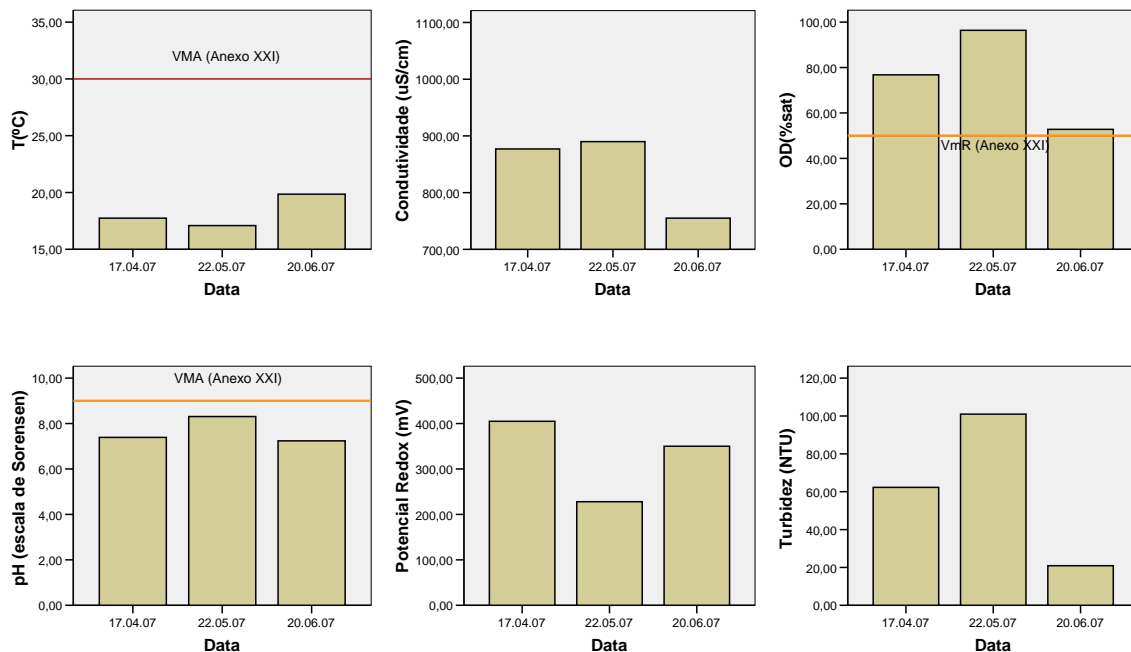 35,00
30,00
25,00
20,00
15,00
T(ºC)
VMA (Anexo XXI)
17.04.07 22.05.07 20.06.07
Data
1100,00
1000,00
900,00
800,00
700,00
Condutividade (uS/cm)
17.04.07 22.05.07 20.06.07
Data
100,00
80,00
60,00
40,00
20,00
0,00
OD(%sat)
VmR (Anexo XXI)
17.04.07 22.05.07 20.06.07
Data
10,00
8,00
6,00
4,00
2,00
0,00
pH (escala de Sorensen)
VMA (Anexo XXI)
17.04.07 22.05.07 20.06.07
Data
500,00
400,00
300,00
200,00
100,00
0,00
Potencial Redox (mV)
17.04.07 22.05.07 20.06.07
Data
120,00
100,00
80,00
60,00
40,00
20,00
0,00
Turbidez (NTU)
17.04.07 22.05.07 20.06.07
Data